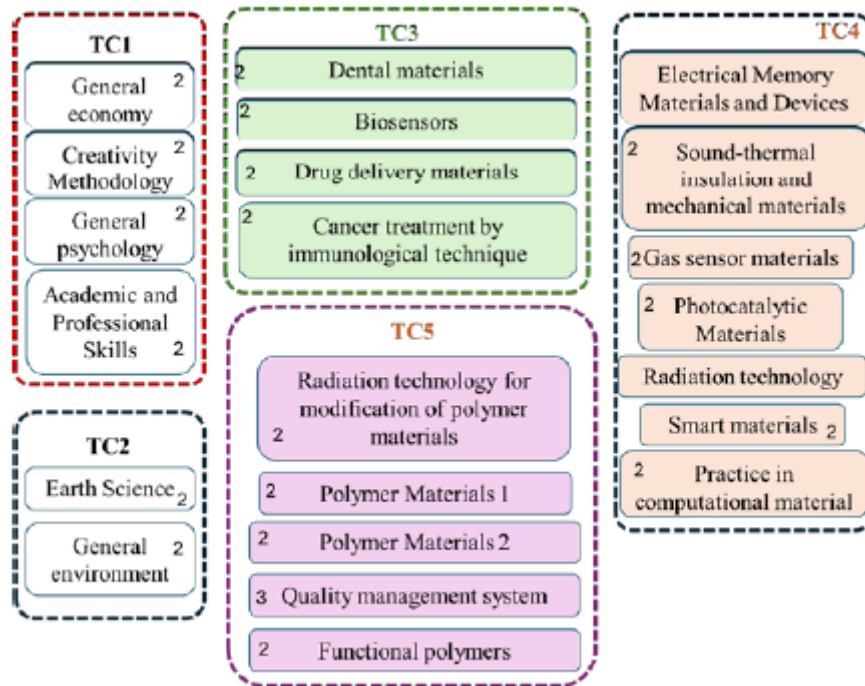 TC1
General 2
economy
Creativity 2
Methodology
General 2
psychology
Academic and
Professional
Skills 2
TC2
Earth Science 2
General 2
environment
TC3
2 Dental materials
2 Biosensors
2 Drug delivery materials
2 Cancer treatment by
immunological technique
TC5
Radiation technology for
modification of polymer
2 materials
2 Polymer Materials 1
2 Polymer Materials 2
3 Quality management system
2 Functional polymers
TC4
Electrical Memory
Materials and Devices
2 Sound-thermal
insulation and
mechanical materials
2 Gas sensor materials
2 Photocatalytic
Materials
Radiation technology
Smart materials 2
2 Practice in
computational material